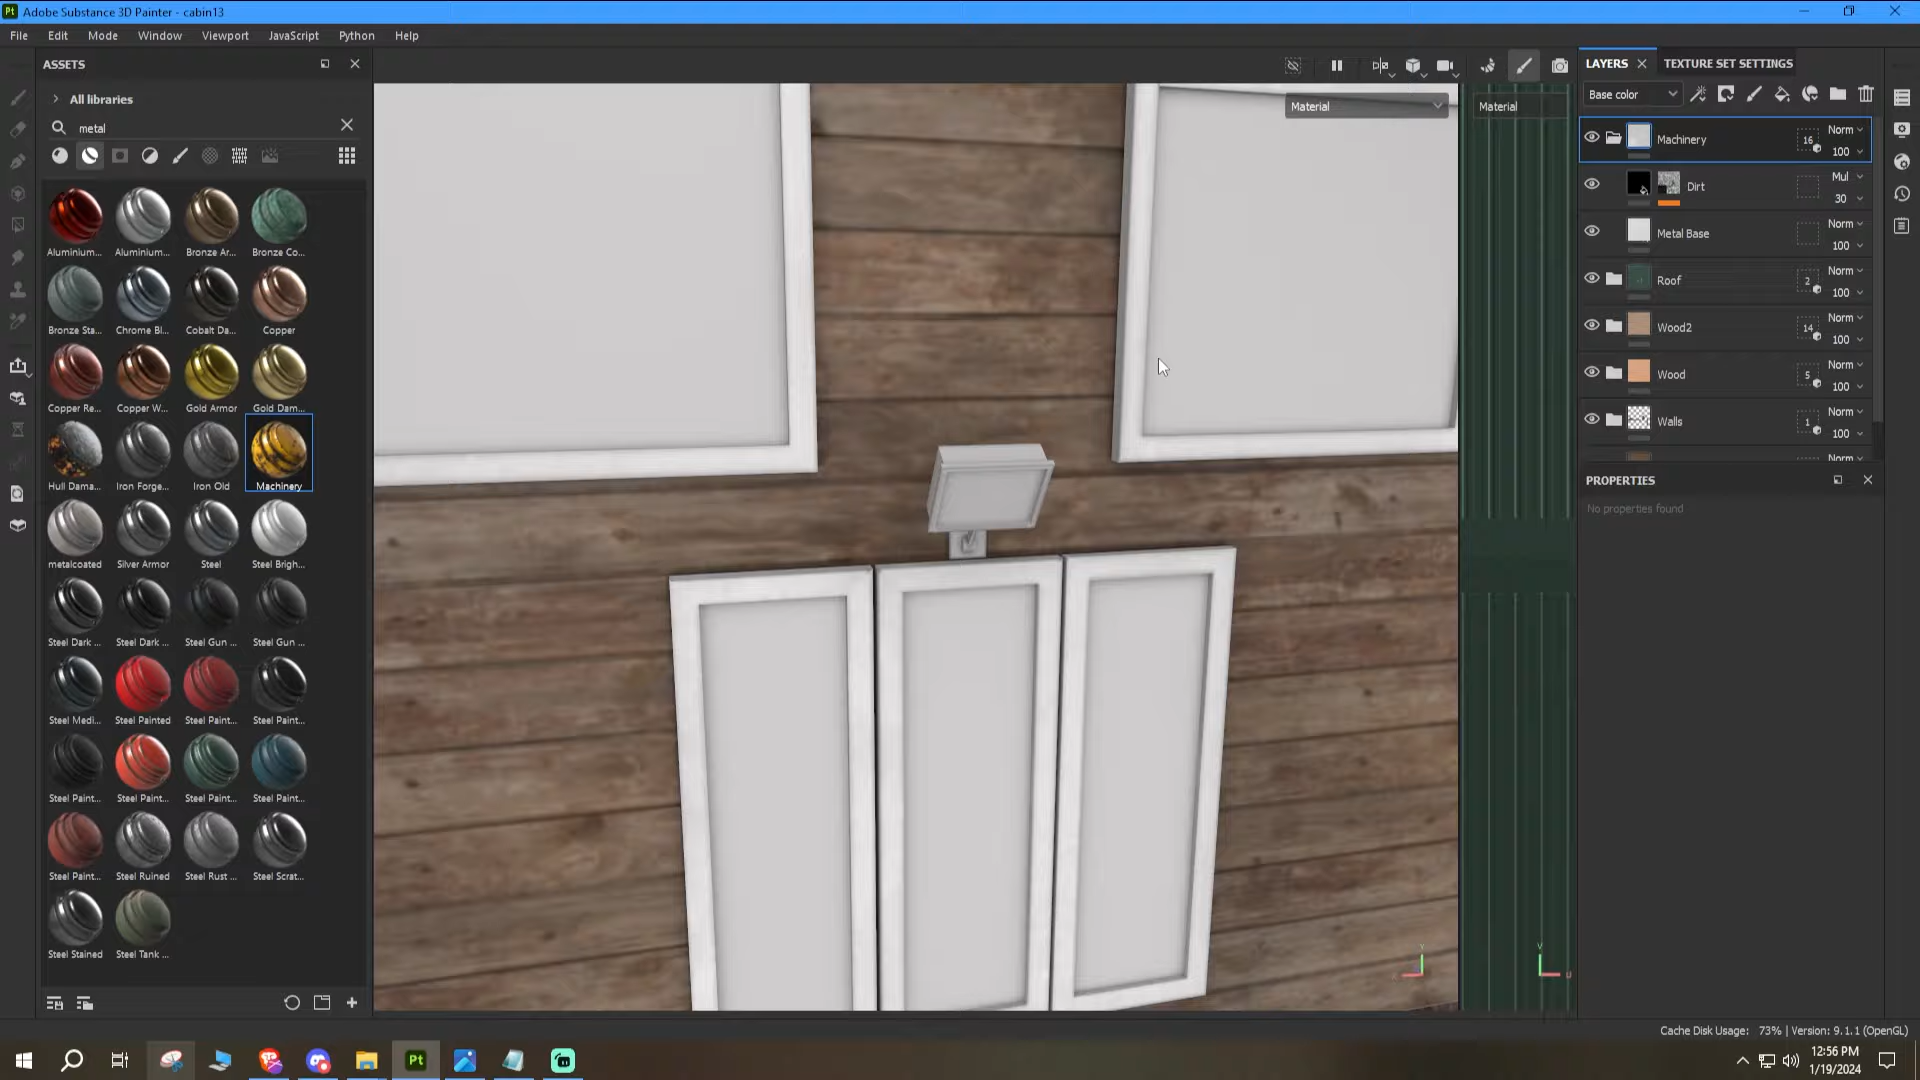 Adobe Substance 3D Painter - cabin13
File Edit Mode Window Viewport JavaScript Python Help
ASSETS
All libraries
metal
Aluminium... Aluminium... Bronze Ar... Bronze Co...
Bronze Sta... Chrome Bl... Cobalt Da... Copper
Copper Re... Copper W... Gold Armor Gold Dam...
Hull Dama... Iron Forge... Iron Old Machinery
metalcoated Silver Armor Steel Steel Brigh...
Steel Dark ... Steel Dark ... Steel Gun ... Steel Gun ...
Steel Medi... Steel Painted Steel Paint... Steel Paint...
Steel Paint... Steel Paint... Steel Paint... Steel Paint...
Steel Paint... Steel Ruined Steel Rust ... Steel Scrat...
Steel Stained Steel Tank ...
Material
Material
LAYERS TEXTURE SET SETTINGS
Base color
Machinery 16 Norm 100
Dirt Mul 30
Metal Base Norm 100
Roof 2 Norm 100
Wood2 14 Norm 100
Wood 5 Norm 100
Walls 1 Norm 100
Norm
PROPERTIES
No properties found
Cache Disk Usage: 73% | Version: 9.1.1 (OpenGL)
12:56 PM
1/19/2024